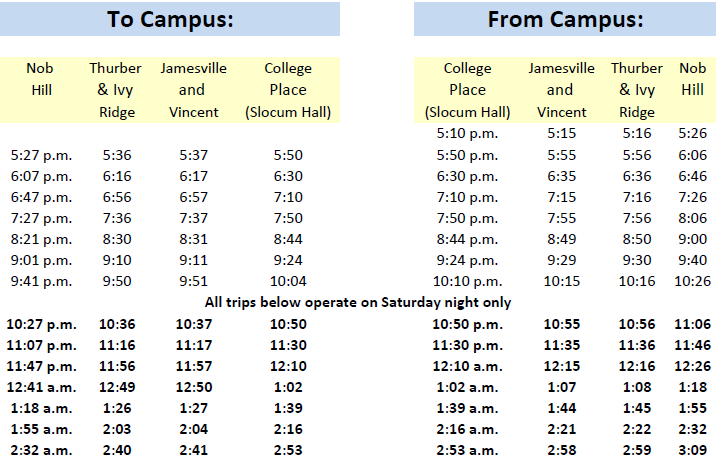 To Campus: From Campus:
Nob Thurber Jamesville College College Jamesville Thurber Nob
Hill & Ivy and Place Place and & Ivy Hill
Ridge Vincent (Slocum Hall) (Slocum Hall) Vincent Ridge
5:10 p.m. 5:15 5:16 5:26
5:27 p.m. 5:36 5:37 5:50 5:50 p.m. 5:55 5:56 6:06
6:07 p.m. 6:16 6:17 6:30 6:30 p.m. 6:35 6:36 6:46
6:47 p.m. 6:56 6:57 7:10 7:10 p.m. 7:15 7:16 7:26
7:27 p.m. 7:36 7:37 7:50 7:50 p.m. 7:55 7:56 8:06
8:21 p.m. 8:30 8:31 8:44 8:44 p.m. 8:49 8:50 9:00
9:01 p.m. 9:10 9:11 9:24 9:24 p.m. 9:29 9:30 9:40
9:41 p.m. 9:50 9:51 10:04 10:10 p.m. 10:15 10:16 10:26
All trips below operate on Saturday night only
10:27 p.m. 10:36 10:37 10:50 10:50 p.m. 10:55 10:56 11:06
11:07 p.m. 11:16 11:17 11:30 11:30 p.m. 11:35 11:36 11:46
11:47 p.m. 11:56 11:57 12:10 12:10 a.m. 12:15 12:16 12:26
12:41 a.m. 12:49 12:50 1:02 1:02 a.m. 1:07 1:08 1:18
1:18 a.m. 1:26 1:27 1:39 1:39 a.m. 1:44 1:45 1:55
1:55 a.m. 2:03 2:04 2:16 2:16 a.m. 2:21 2:22 2:32
2:32 a.m. 2:40 2:41 2:53 2:53 a.m. 2:58 2:59 3:09